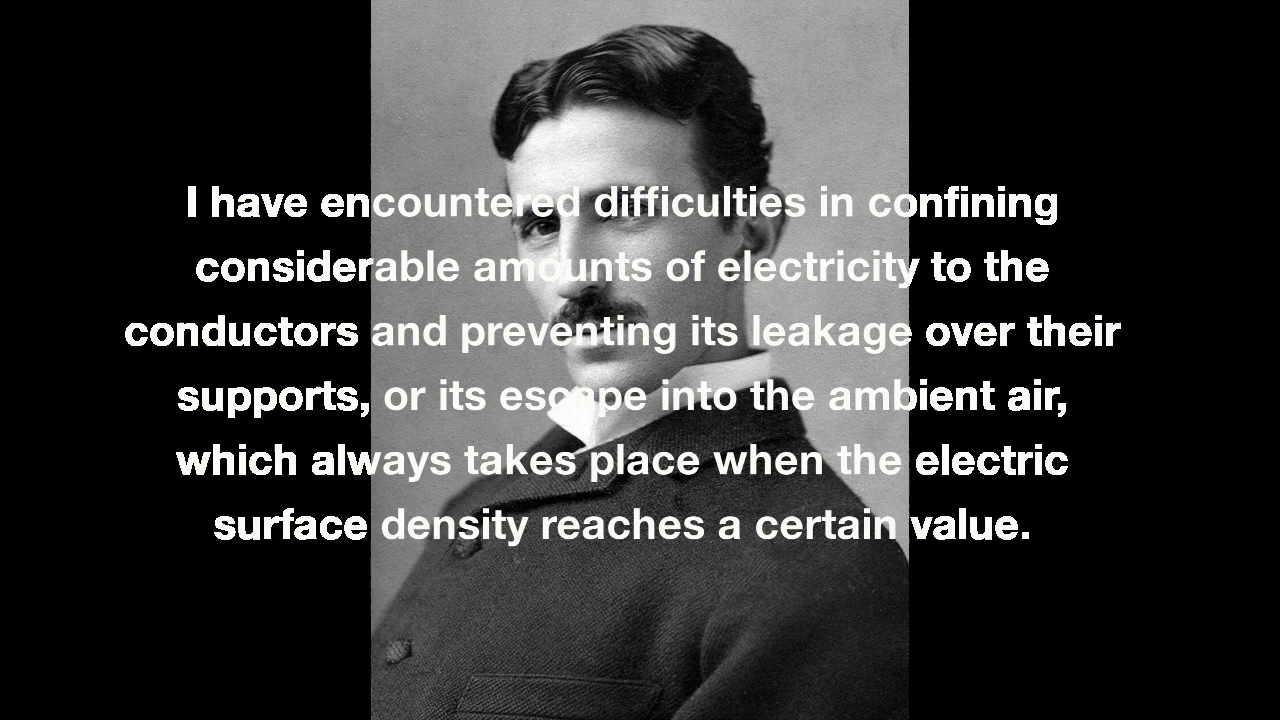 I have encountered difficulties in confining
considerable amounts of electricity to the
conductors and preventing its leakage over their
supports, or its escape into the ambient air,
which always takes place when the electric
surface density reaches a certain value.